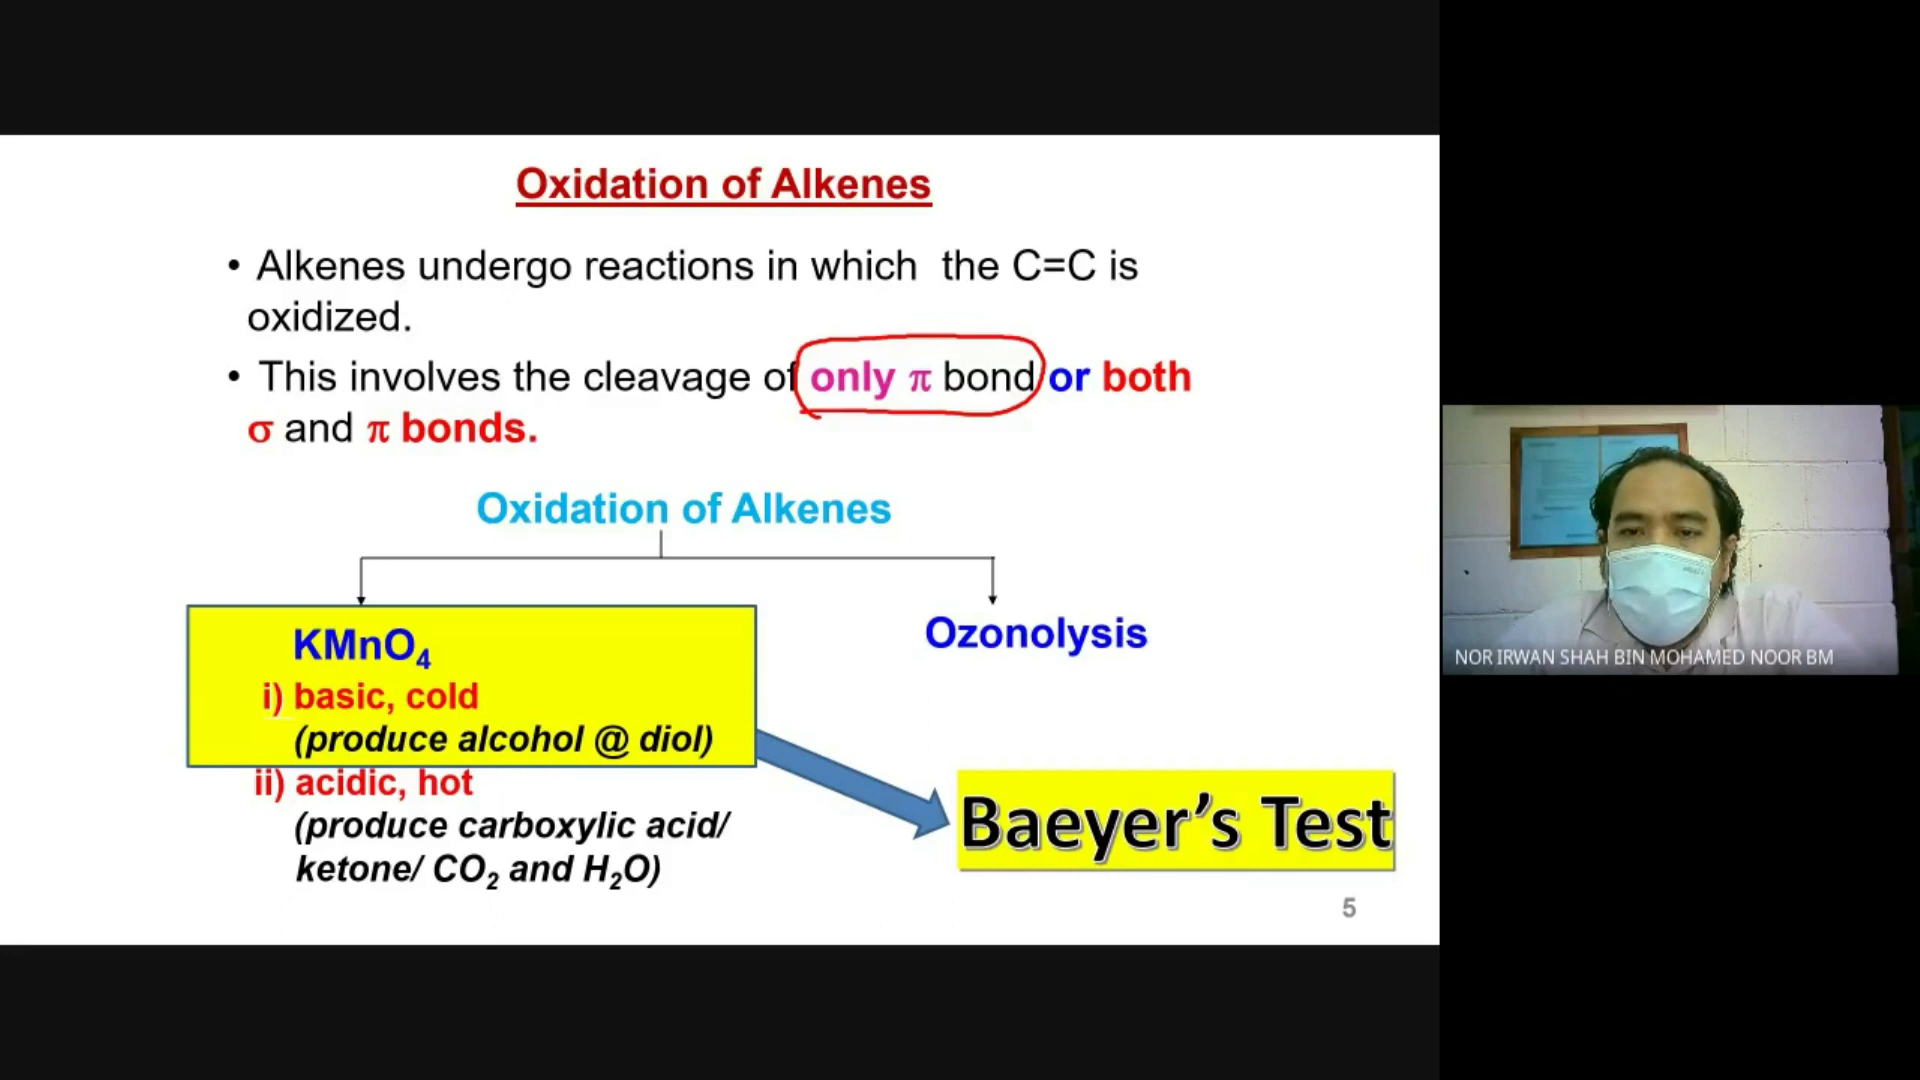 Oxidation of Alkenes
• Alkenes undergo reactions in which the C=C is
oxidized.
• This involves the cleavage of only π bond or both
σ and π bonds.
Oxidation of Alkenes
KMnO₄
i) basic, cold
(produce alcohol @ diol)
ii) acidic, hot
(produce carboxylic acid/
ketone/ CO₂ and H₂O)
Ozonolysis
Baeyer’s Test
5
NOR IRWAN SHAH BIN MOHAMED NOOR BM